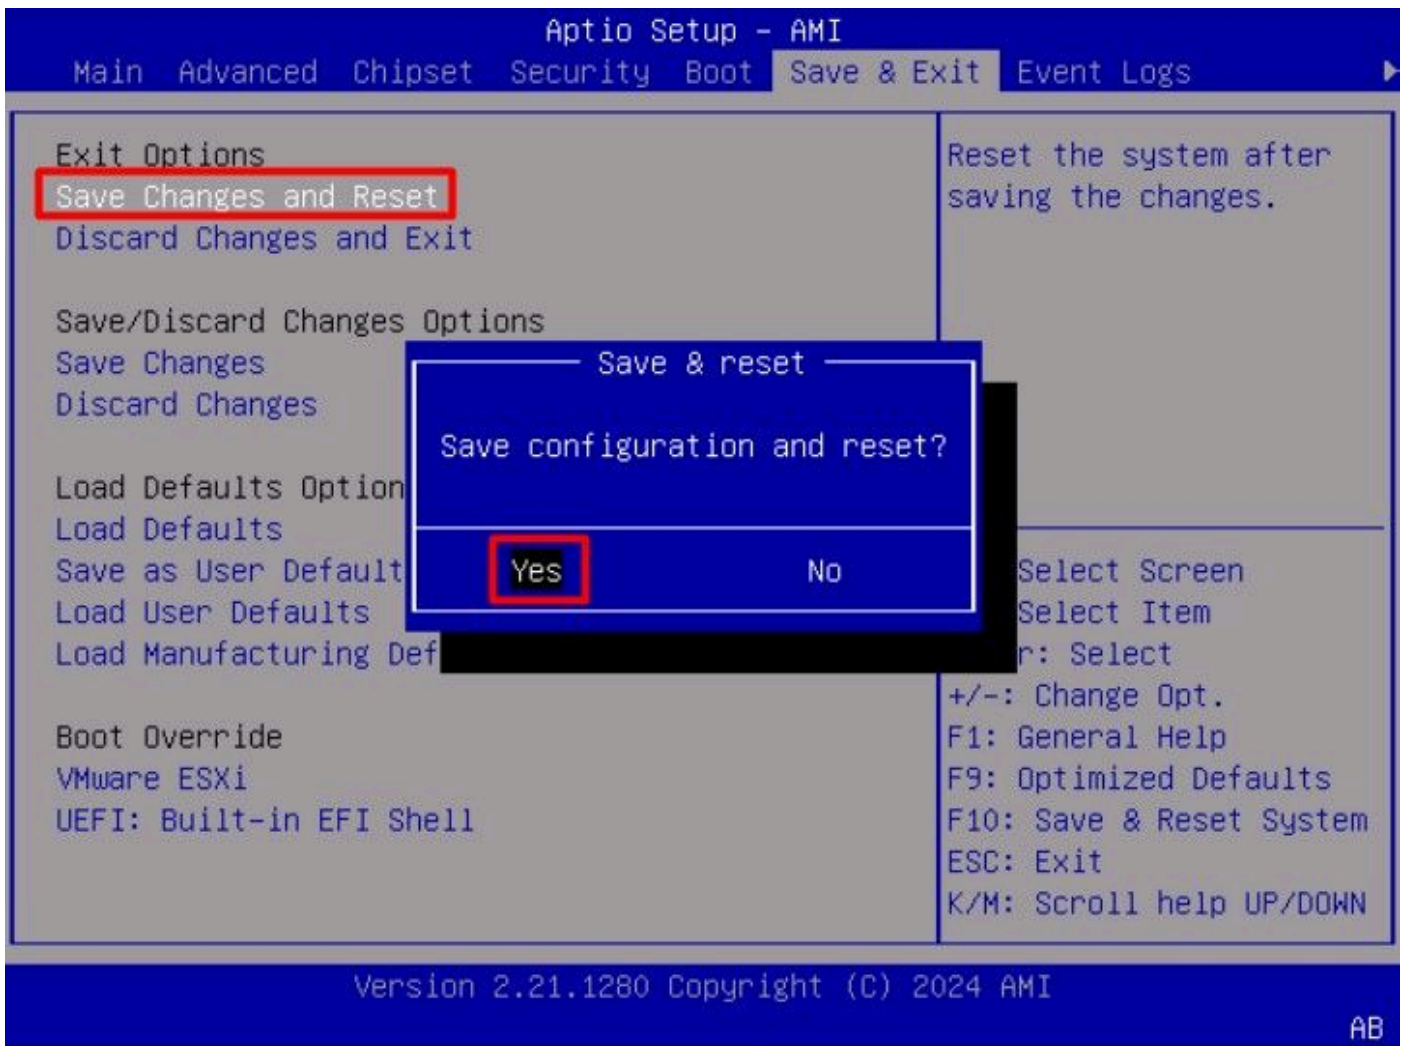 Aptio Setup – AMI
Main Advanced Chipset Security Boot Save & Exit Event Logs
Exit Options
Save Changes and Reset
Discard Changes and Exit
Save/Discard Changes Options
Save Changes
Discard Changes
Load Defaults Option
Load Defaults
Save as User Default
Load User Defaults
Load Manufacturing Def
Boot Override
VMware ESXi
UEFI: Built-in EFI Shell
Save & reset
Save configuration and reset?
Yes No
Reset the system after
saving the changes.
Select Screen
Select Item
r: Select
+/-: Change Opt.
F1: General Help
F9: Optimized Defaults
F10: Save & Reset System
ESC: Exit
K/M: Scroll help UP/DOWN
Version 2.21.1280 Copyright (C) 2024 AMI
AB